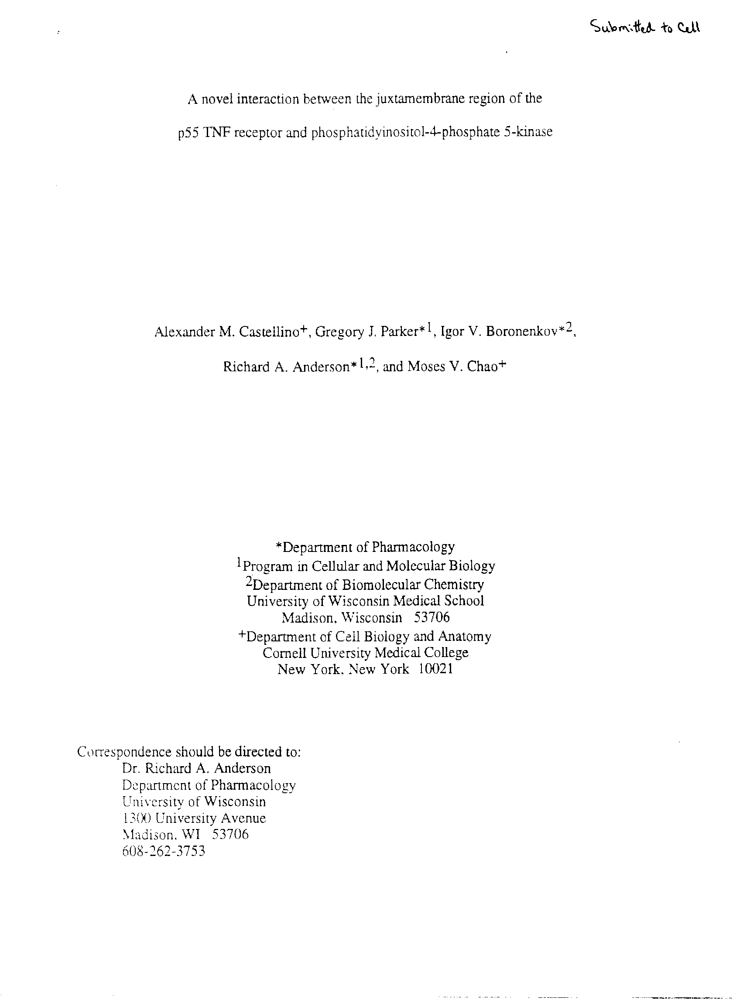 Submitted to Cell
A novel interaction between the juxtamembrane region of the
p55 TNF receptor and phosphatidyinositol-4-phosphate 5-kinase
Alexander M. Castellino+, Gregory J. Parker*1, Igor V. Boronenkov*2,
Richard A. Anderson*1,2, and Moses V. Chao+
*Department of Pharmacology
1Program in Cellular and Molecular Biology
2Department of Biomolecular Chemistry
University of Wisconsin Medical School
Madison, Wisconsin 53706
+Department of Cell Biology and Anatomy
Cornell University Medical College
New York, New York 10021
Correspondence should be directed to:
Dr. Richard A. Anderson
Department of Pharmacology
University of Wisconsin
1300 University Avenue
Madison, WI 53706
608-262-3753